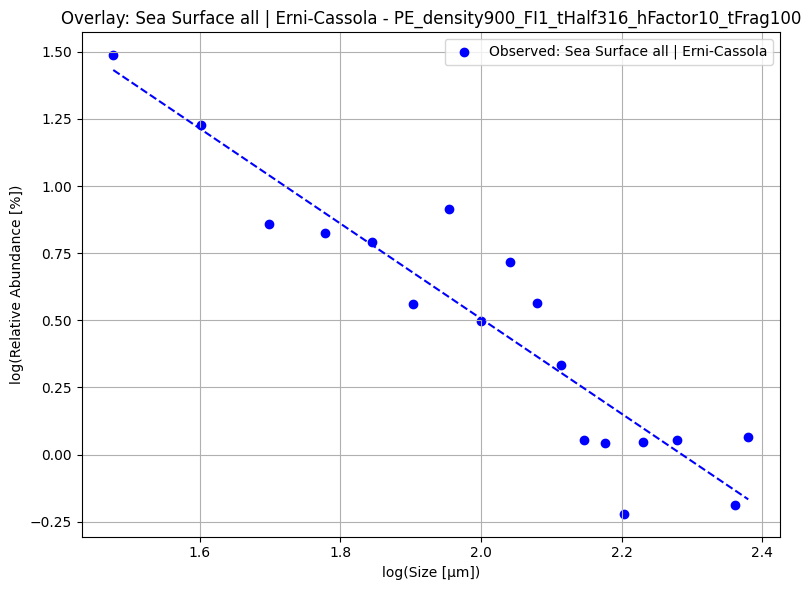 Overlay: Sea Surface all | Erni-Cassola - PE_density900_FI1_tHalf316_hFactor10_tFrag100
Observed: Sea Surface all | Erni-Cassola
log(Relative Abundance [%])
1.50
1.25
1.00
0.75
0.50
0.25
0.00
−0.25
1.6 1.8 2.0 2.2 2.4
log(Size [μm])